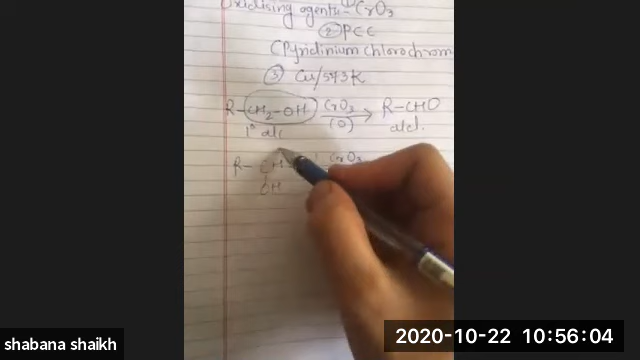 Oxidising agents:- ① CrO3
② PCC
(Pyridinium chlorochrom
③ Cu/573K
R-CH2-OH CrO3 → R-CHO
(O)
1° alc ald.
R-CH CrO3
OH
shabana shaikh
2020-10-22 10:56:04